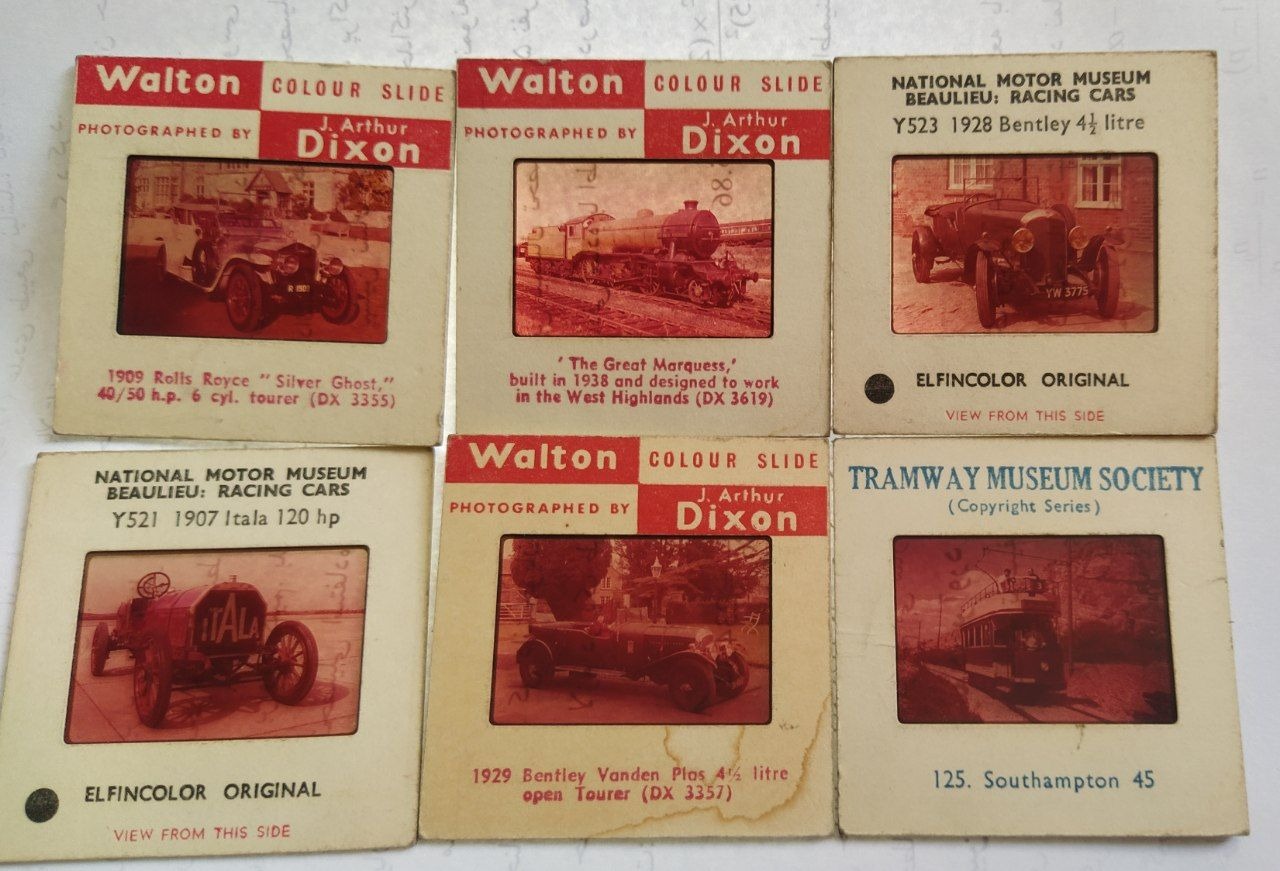 Walton COLOUR SLIDE
PHOTOGRAPHED BY J. Arthur Dixon
R 1909
1909 Rolls Royce "Silver Ghost,"
40/50 h.p. 6 cyl. tourer (DX 3355)
Walton COLOUR SLIDE
PHOTOGRAPHED BY J. Arthur Dixon
'The Great Marquess,'
built in 1938 and designed to work
in the West Highlands (DX 3619)
NATIONAL MOTOR MUSEUM
BEAULIEU: RACING CARS
Y523 1928 Bentley 4½ litre
YW 3775
ELFINCOLOR ORIGINAL
VIEW FROM THIS SIDE
NATIONAL MOTOR MUSEUM
BEAULIEU: RACING CARS
Y521 1907 Itala 120 hp
ITALA
ELFINCOLOR ORIGINAL
VIEW FROM THIS SIDE
Walton COLOUR SLIDE
PHOTOGRAPHED BY J. Arthur Dixon
1929 Bentley Vanden Plas 4½ litre
open Tourer (DX 3357)
TRAMWAY MUSEUM SOCIETY
(Copyright Series)
125. Southampton 45